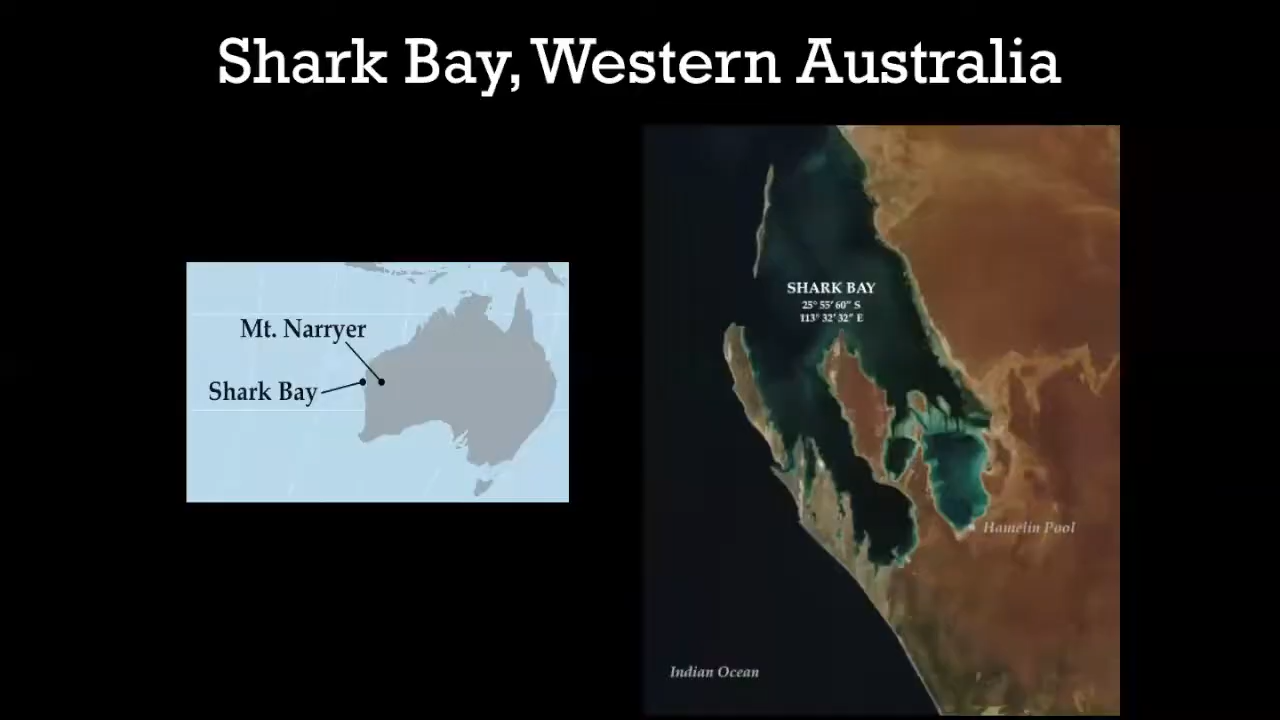 Shark Bay, Western Australia
Mt. Narryer
Shark Bay
SHARK BAY
25° 55' 60" S
113° 32' 32" E
Hamelin Pool
Indian Ocean